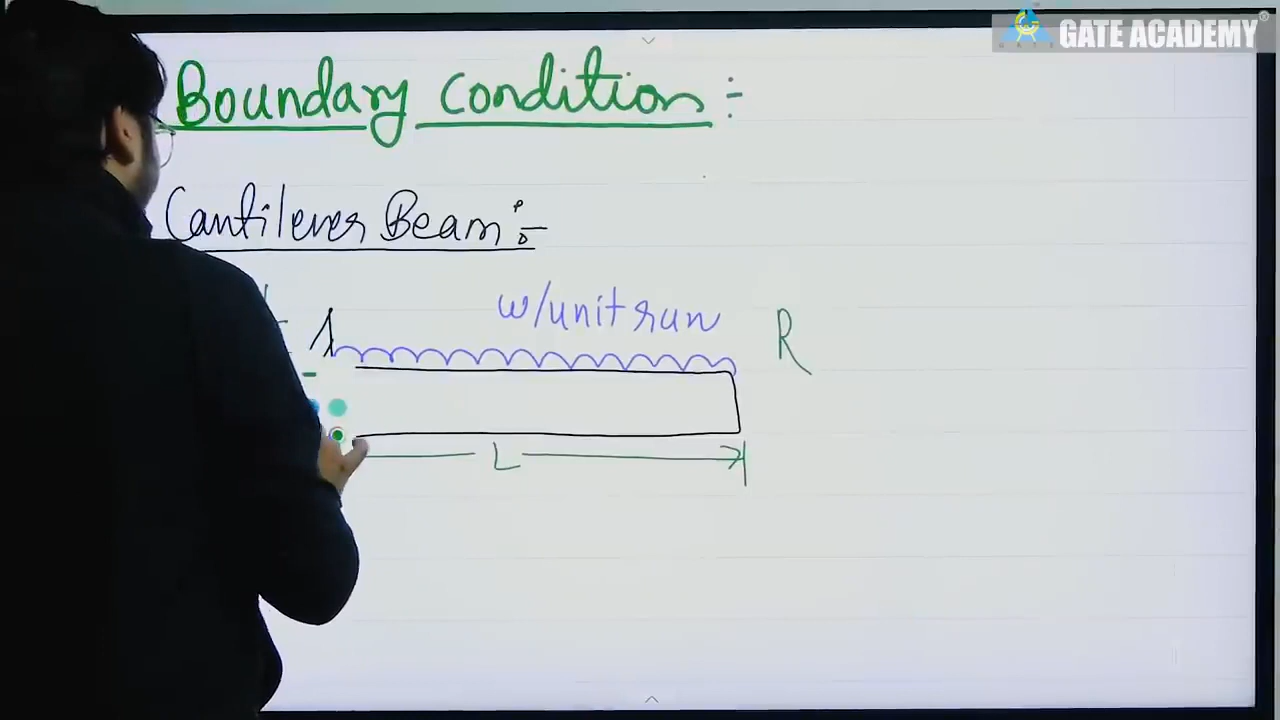 GATE ACADEMY
Boundary condition :-
Cantilever Beam :-
w/unit run
R
L